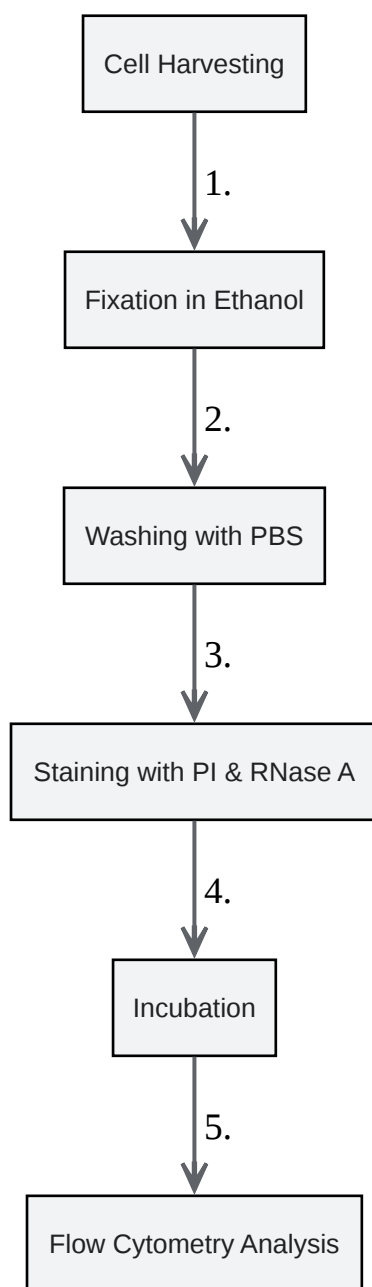 Cell Harvesting
1.
Fixation in Ethanol
2.
Washing with PBS
3.
Staining with PI & RNase A
4.
Incubation
5.
Flow Cytometry Analysis